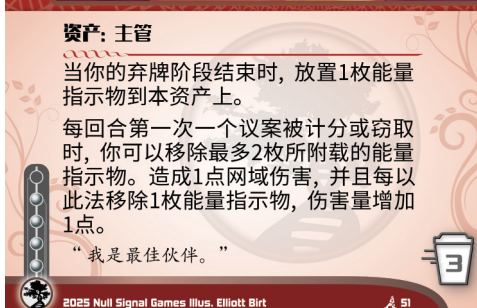 资产: 主管
当你的弃牌阶段结束时, 放置1枚能量
指示物到本资产上。
每回合第一次一个议案被计分或窃取
时, 你可以移除最多2枚所附载的能量
指示物。造成1点网域伤害, 并且每以
此法移除1枚能量指示物, 伤害量增加
1点。
“我是最佳伙伴。”
3
2025 Null Signal Games Illus. Elliott Birt
51